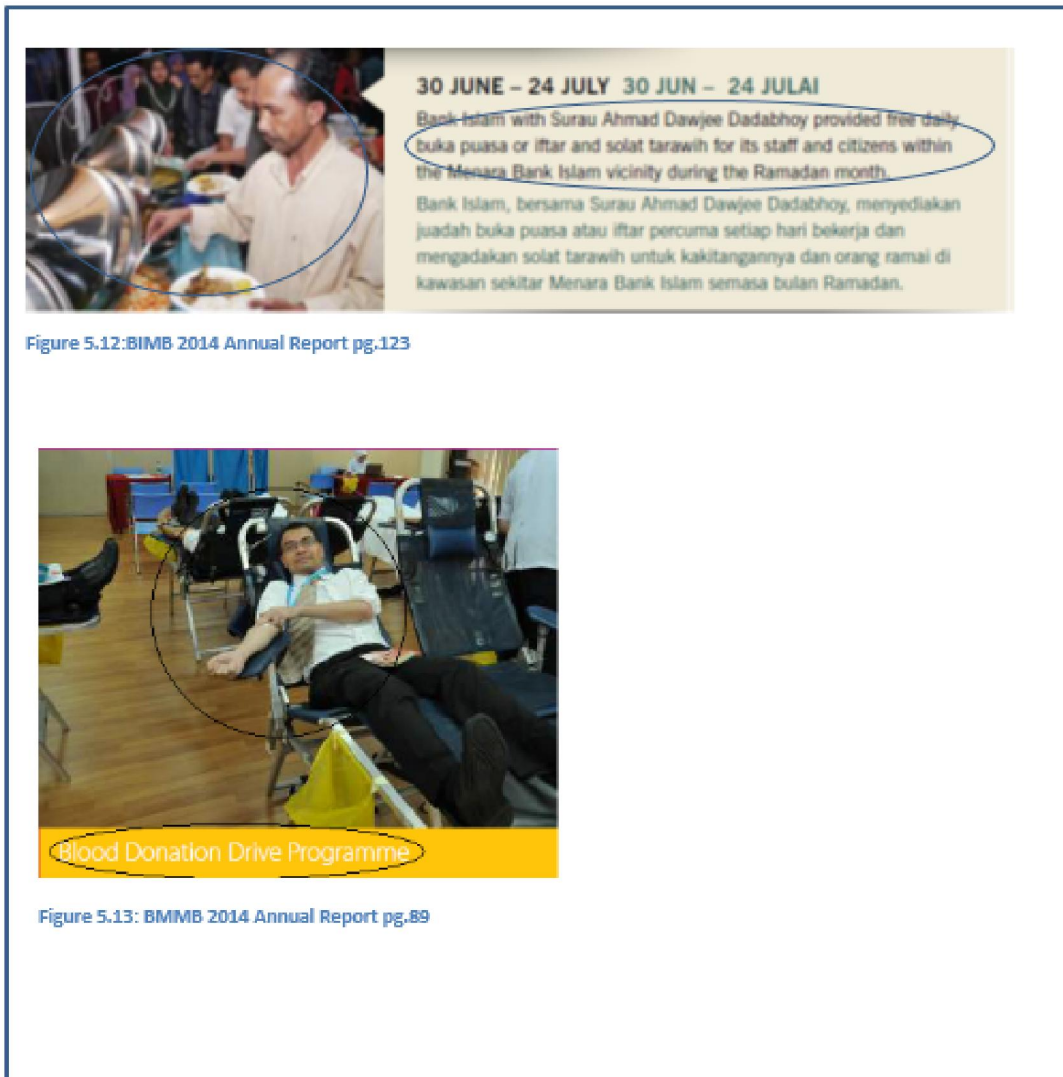 30 JUNE – 24 JULY 30 JUN – 24 JULAI
Bank Islam with Surau Ahmad Dawjee Dadabhoy provided free daily
buka puasa or iftar and solat tarawih for its staff and citizens within
the Menara Bank Islam vicinity during the Ramadan month.
Bank Islam, bersama Surau Ahmad Dawjee Dadabhoy, menyediakan
juadah buka puasa atau iftar percuma setiap hari bekerja dan
mengadakan solat tarawih untuk kakitangannya dan orang ramai di
kawasan sekitar Menara Bank Islam semasa bulan Ramadan.
Figure 5.12:BIMB 2014 Annual Report pg.123
Blood Donation Drive Programme
Figure 5.13: BMMB 2014 Annual Report pg.89